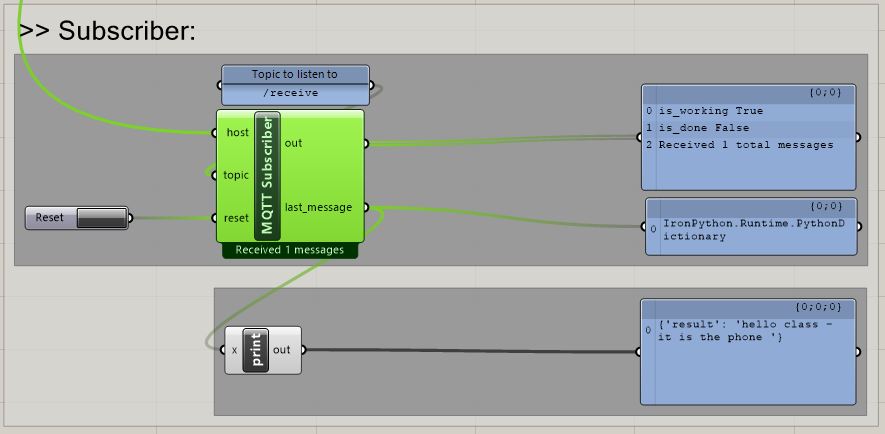 >> Subscriber:
Topic to listen to
/receive
host
topic
reset
MQTT Subscriber
out
last_message
Received 1 messages
Reset
{0;0}
0 is_working True
1 is_done False
2 Received 1 total messages
{0;0}
0 IronPython.Runtime.PythonD
ictionary
x
print
out
{0;0;0}
0 {'result': 'hello class -
it is the phone '}